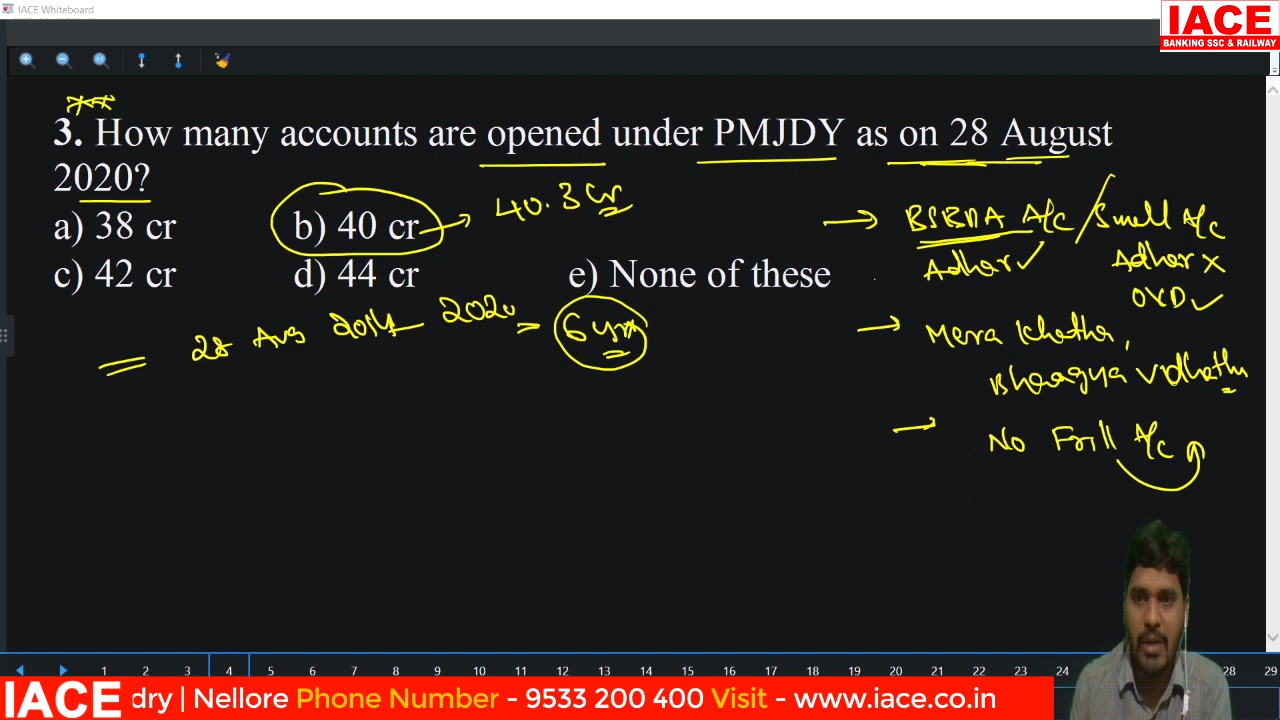 IACE Whiteboard
IACE
BANKING SSC & RAILWAY
3. How many accounts are opened under PMJDY as on 28 August
2020?
a) 38 cr b) 40 cr → 40.3 cr
c) 42 cr d) 44 cr e) None of these
28 Aug 2014 2020 = 6 yrs
→ BSBDA A/c / Small A/c
Adhar ✓ Adhar x
OVD ✓
→ Mera Khatha,
Bhaagya Vidhatha
→ No Frill A/c
1 2 3 4 5 6 7 8 9 10 11 12 13 14 15 16 17 18 19 20 21 22 23 24 28 29
IACE dry | Nellore Phone Number - 9533 200 400 Visit - www.iace.co.in